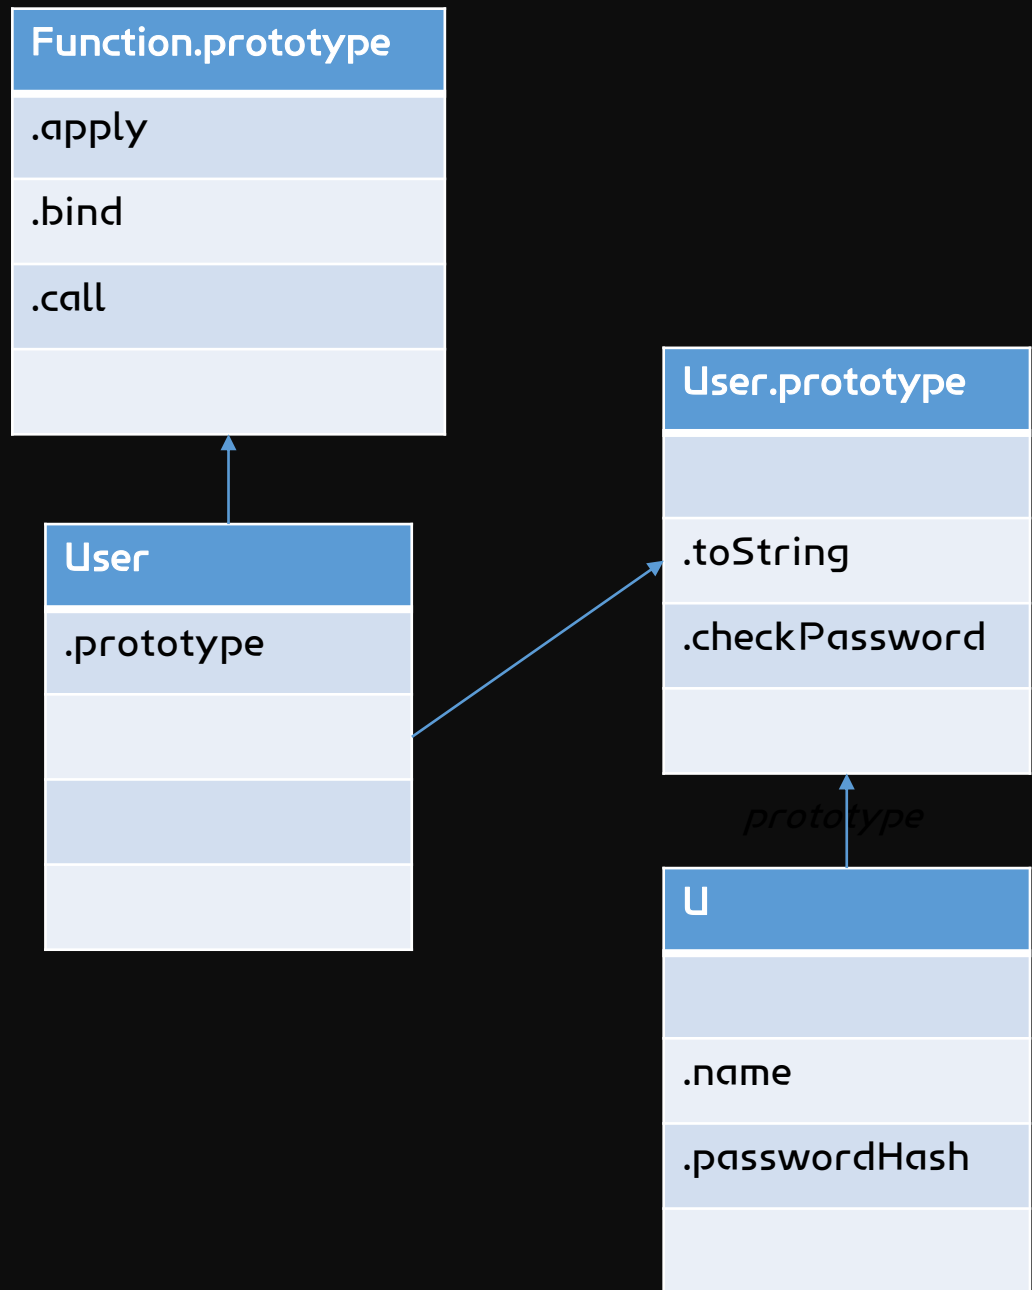 Function.prototype
.apply
.bind
.call
User
.prototype
User.prototype
.toString
.checkPassword
prototype
u
.name
.passwordHash